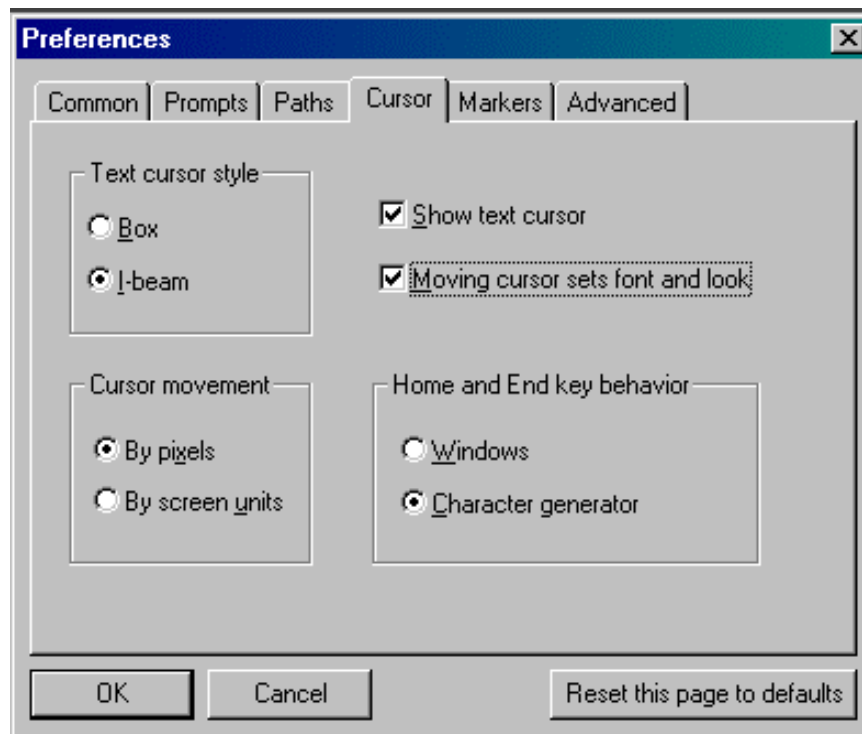 Preferences
Common Prompts Paths Cursor Markers Advanced
Text cursor style
Box
I-beam
Show text cursor
Moving cursor sets font and look
Cursor movement
By pixels
By screen units
Home and End key behavior
Windows
Character generator
OK Cancel Reset this page to defaults